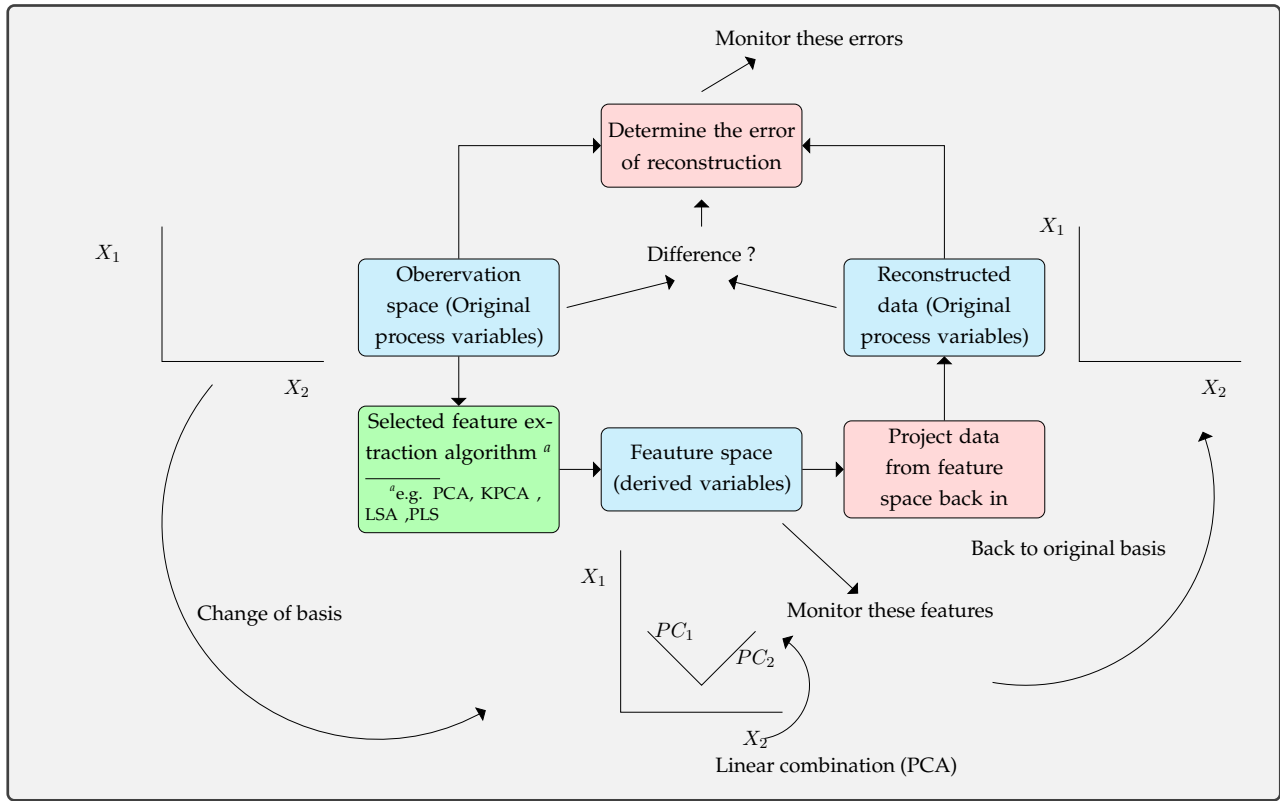 Monitor these errors
Determine the error
of reconstruction
Difference ?
X1
X2
Oberervation
space (Original
process variables)
Reconstructed
data (Original
process variables)
X1
X2
Selected feature ex-
traction algorithm a
ae.g. PCA, KPCA ,
LSA ,PLS
Feauture space
(derived variables)
Project data
from feature
space back in
Back to original basis
Change of basis
X1
Monitor these features
PC1
PC2
X2
Linear combination (PCA)